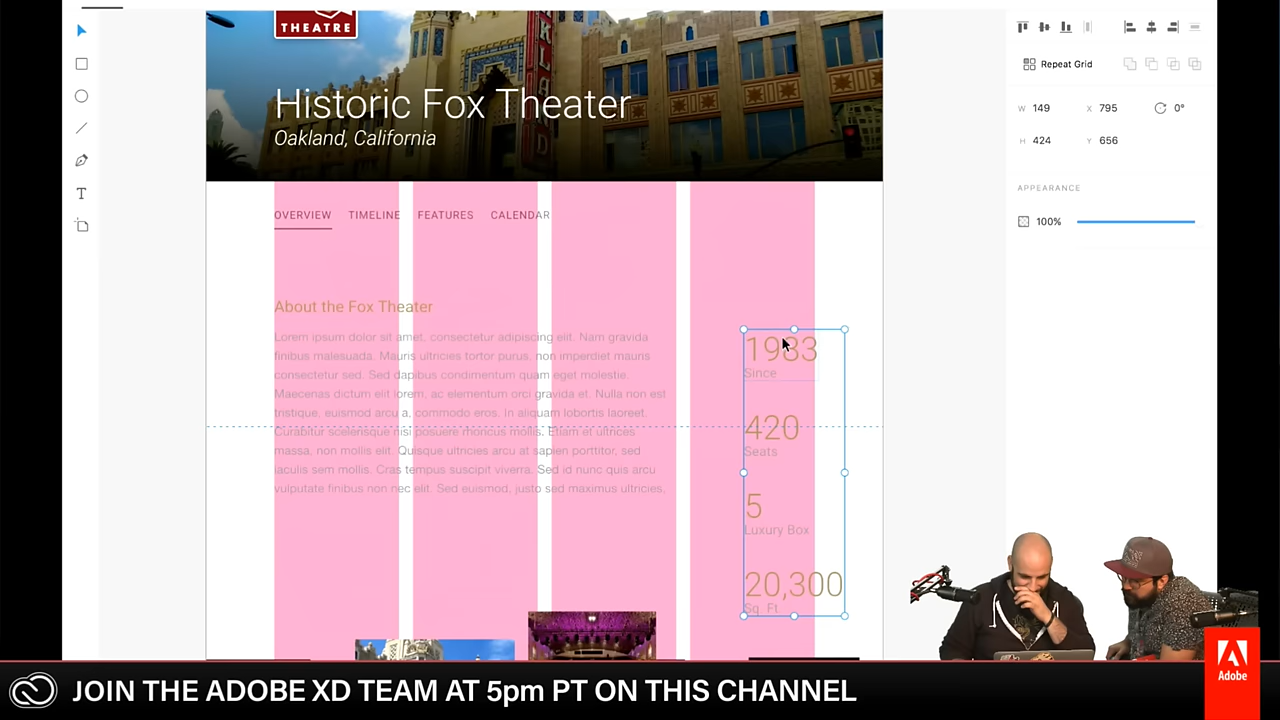 THEATRE
Historic Fox Theater
Oakland, California
OVERVIEW TIMELINE FEATURES CALENDAR
About the Fox Theater
Lorem ipsum dolor sit amet, consectetur adipiscing elit. Nam gravida
finibus malesuada. Mauris ultricies tortor purus, non imperdiet mauris
consectetur sed. Sed dapibus condimentum quam eget molestie.
Maecenas dictum elit lorem, ac elementum orci gravida et. Nulla non est
tristique, euismod arcu a, commodo eros. In aliquam lobortis laoreet.
Curabitur scelerisque nisi posuere rhoncus mollis. Etiam et ultrices
massa, non mollis elit. Quisque ultricies arcu at sapien porttitor, sed
iaculis sem mollis. Cras tempus suscipit viverra. Sed id nunc quis arcu
vulputate finibus non nec elit. Sed euismod, justo sed maximus ultricies.
1983
Since
420
Seats
5
Luxury Box
20,300
Sq. Ft
Repeat Grid
W 149 X 795 0°
H 424 Y 656
APPEARANCE
100%
JOIN THE ADOBE XD TEAM AT 5pm PT ON THIS CHANNEL
Adobe